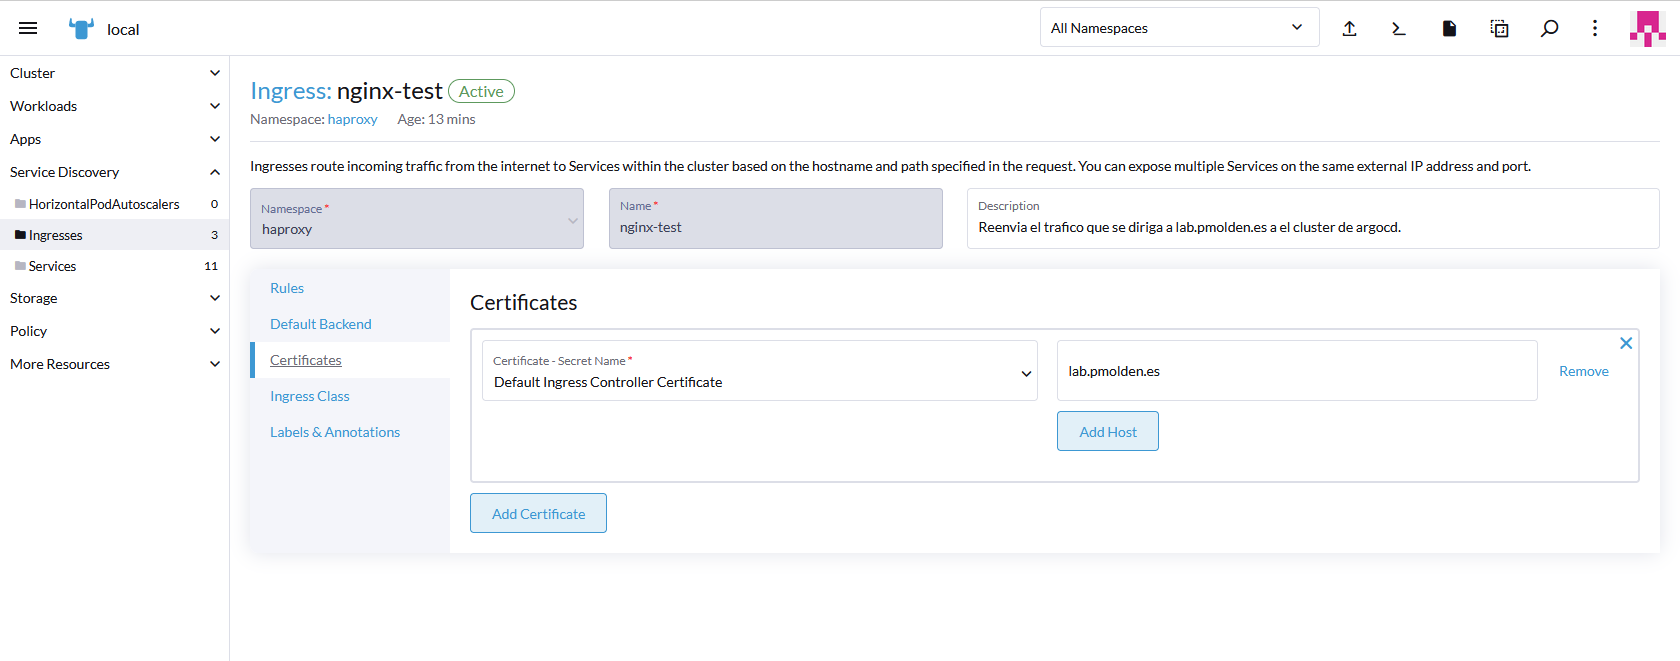 local
All Namespaces
Cluster
Workloads
Apps
Service Discovery
HorizontalPodAutoscalers 0
Ingresses 3
Services 11
Storage
Policy
More Resources
Ingress: nginx-test Active
Namespace: haproxy Age: 13 mins
Ingresses route incoming traffic from the internet to Services within the cluster based on the hostname and path specified in the request. You can expose multiple Services on the same external IP address and port.
Namespace *
haproxy
Name *
nginx-test
Description
Reenvia el trafico que se diriga a lab.pmolden.es a el cluster de argocd.
Rules
Default Backend
Certificates
Ingress Class
Labels & Annotations
Certificates
Certificate - Secret Name *
Default Ingress Controller Certificate
lab.pmolden.es
Remove
Add Host
Add Certificate